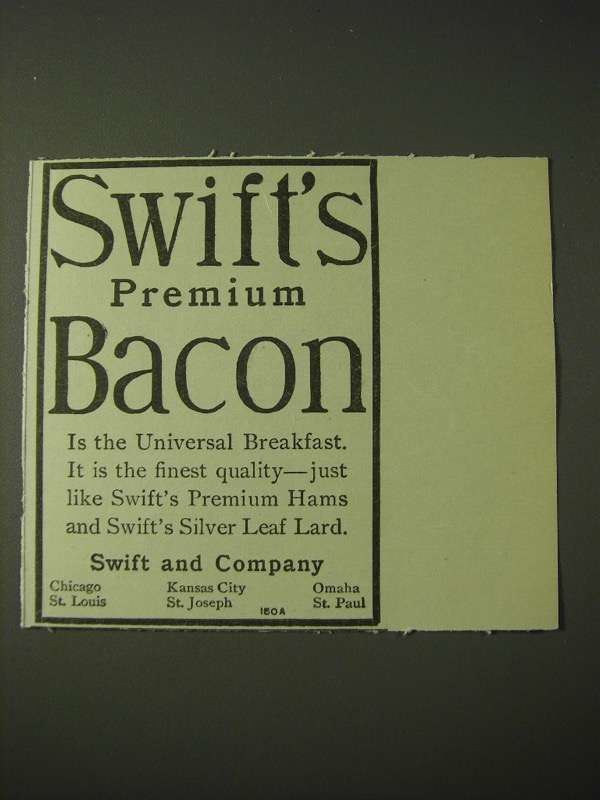 Swift's
Premium
Bacon
Is the Universal Breakfast.
It is the finest quality—just
like Swift's Premium Hams
and Swift's Silver Leaf Lard.
Swift and Company
Chicago Kansas City Omaha
St. Louis St. Joseph St. Paul
150A